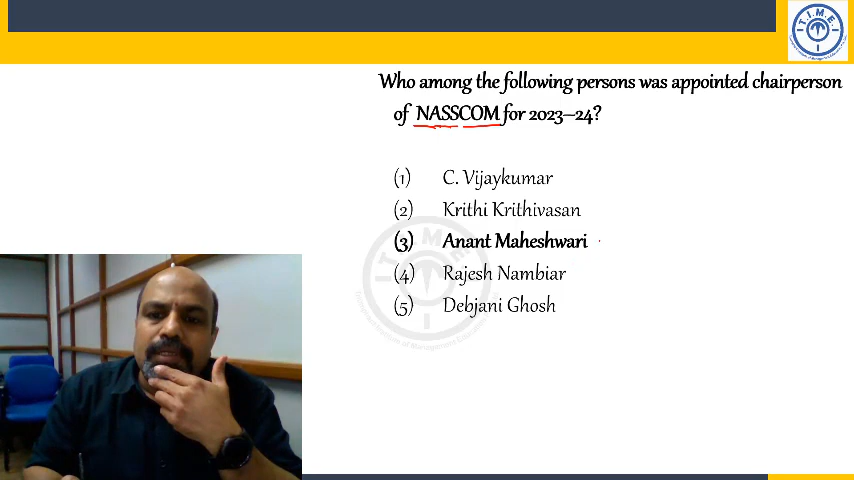 T.I.M.E.
Who among the following persons was appointed chairperson
of NASSCOM for 2023–24?
(1) C. Vijaykumar
(2) Krithi Krithivasan
(3) Anant Maheshwari
(4) Rajesh Nambiar
(5) Debjani Ghosh
T.I.M.E.